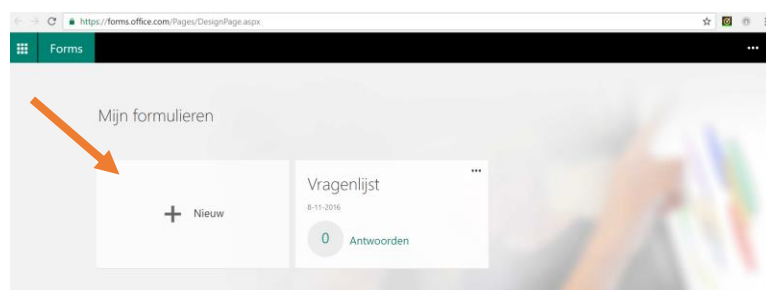 https://forms.office.com/Pages/DesignPage.aspx
Forms
Mijn formulieren
Nieuw
Vragenlijst
8-11-2016
0 Antwoorden